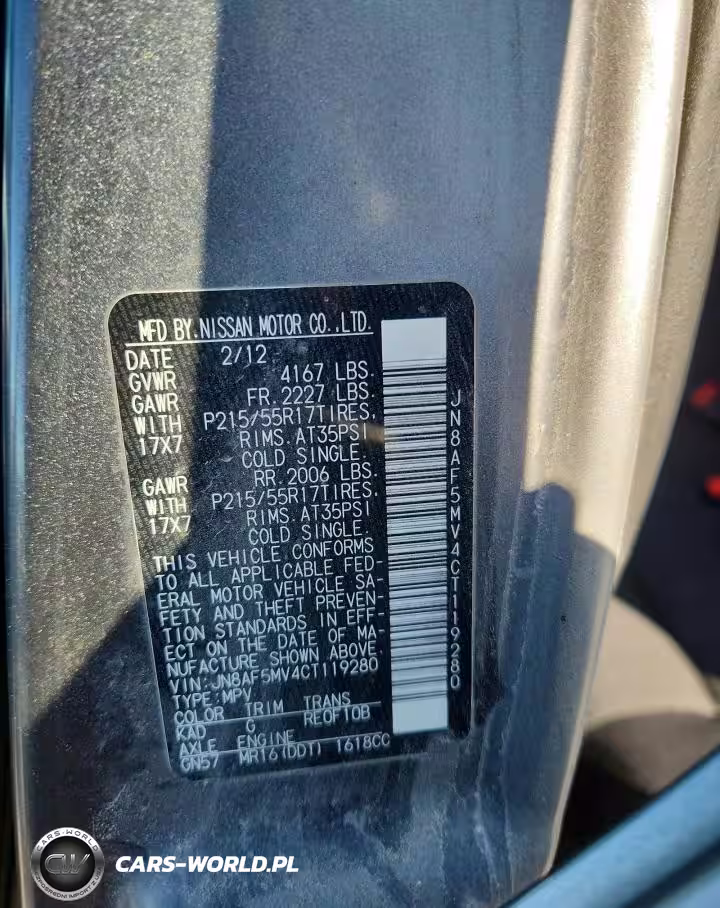 MFD BY.NISSAN MOTOR CO.,LTD.
DATE 2/12
GVWR 4167 LBS.
GAWR FR.2227 LBS.
WITH P215/55R17TIRES,
17X7 RIMS.AT35PSI
COLD SINGLE.
GAWR RR.2006 LBS.
WITH P215/55R17TIRES,
17X7 RIMS.AT35PSI
COLD SINGLE.
THIS VEHICLE CONFORMS
TO ALL APPLICABLE FED-
ERAL MOTOR VEHICLE SA-
FETY AND THEFT PREVEN-
TION STANDARDS IN EFF-
ECT ON THE DATE OF MA-
NUFACTURE SHOWN ABOVE.
VIN:JN8AF5MV4CT119280
TYPE:MPV
COLOR TRIM TRANS
KAD G RE0F10B
AXLE ENGINE
GN57 MR16(DDT) 1618CC
JN8AF5MV4CT119280
CARS-WORLD
CW
CARS-WORLD.PL